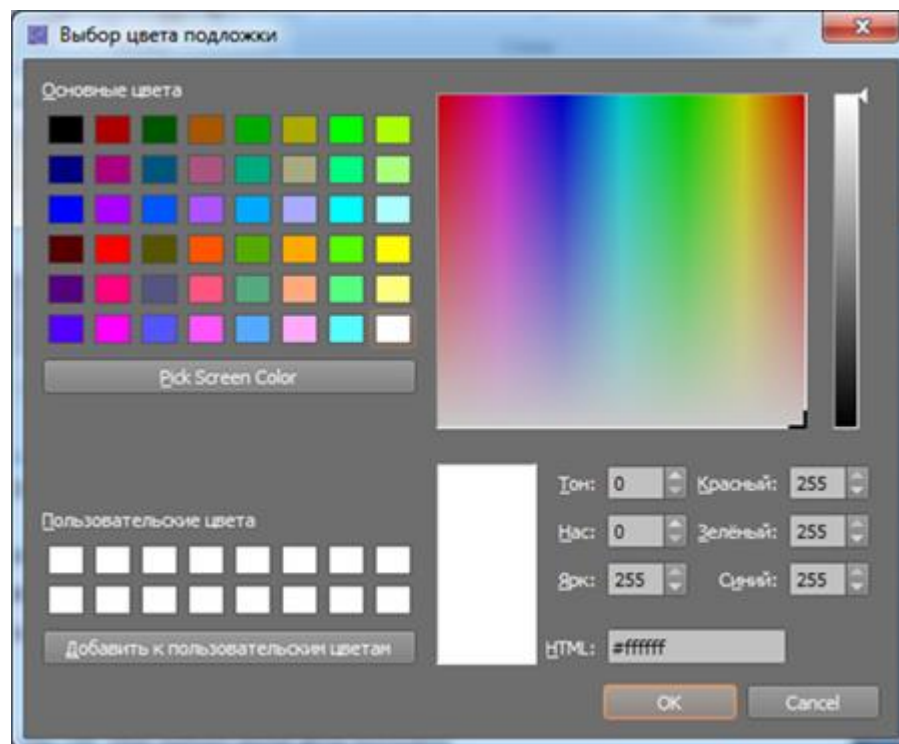 Выбор цвета подложки
Основные цвета
Pick Screen Color
Пользовательские цвета
Добавить к пользовательским цветам
Тон: 0
Красный: 255
Нас: 0
Зелёный: 255
Ярк: 255
Синий: 255
HTML: #ffffff
OK
Cancel